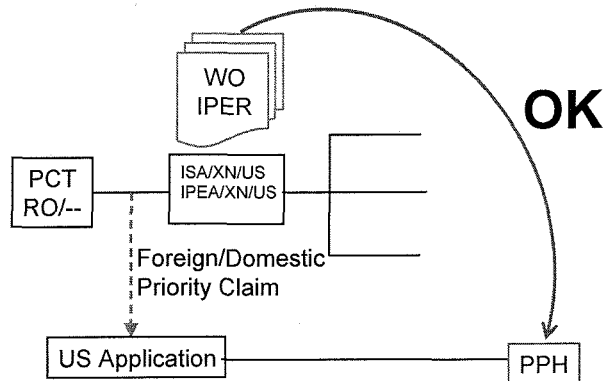 WO
IPER
OK
PCT
RO/--
ISA/XN/US
IPEA/XN/US
Foreign/Domestic
Priority Claim
US Application
PPH